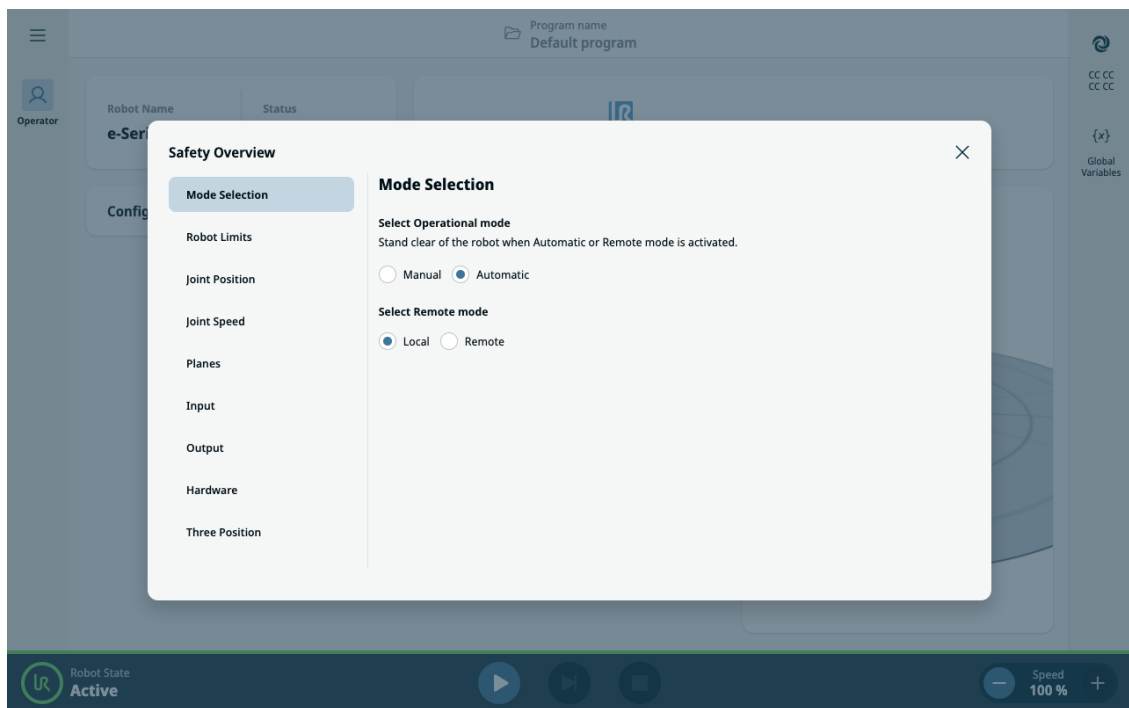 Program name
Default program
CC CC
CC CC
Operator
Robot Name
Status
e-Seri
Safety Overview
{x}
Global
Variables
Mode Selection
Robot Limits
Joint Position
Joint Speed
Planes
Input
Output
Hardware
Three Position
Mode Selection
Select Operational mode
Stand clear of the robot when Automatic or Remote mode is activated.
Manual
Automatic
Select Remote mode
Local
Remote
Config
Robot State
Active
Speed
100 %